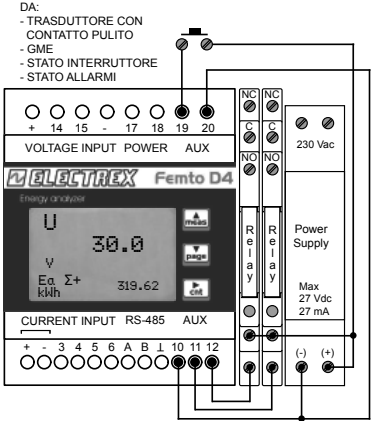 DA:
- TRASDUTTORE CON
CONTATTO PULITO
- GME
- STATO INTERRUTTORE
- STATO ALLARMI
NC NC
C C
NO NO
+ 14 15 - 17 18 19 20
VOLTAGE INPUT POWER AUX
230 Vac
ELECTREX Femto D4
Energy analyzer
U
30.0
V
Ea Σ+
kWh 319.62
meas
page
cnt
Relay
Relay
Power
Supply
Max
27 Vdc
27 mA
CURRENT INPUT RS-485 AUX
+ - 3 4 5 6 A B ⊥ 10 11 12
(-) (+)